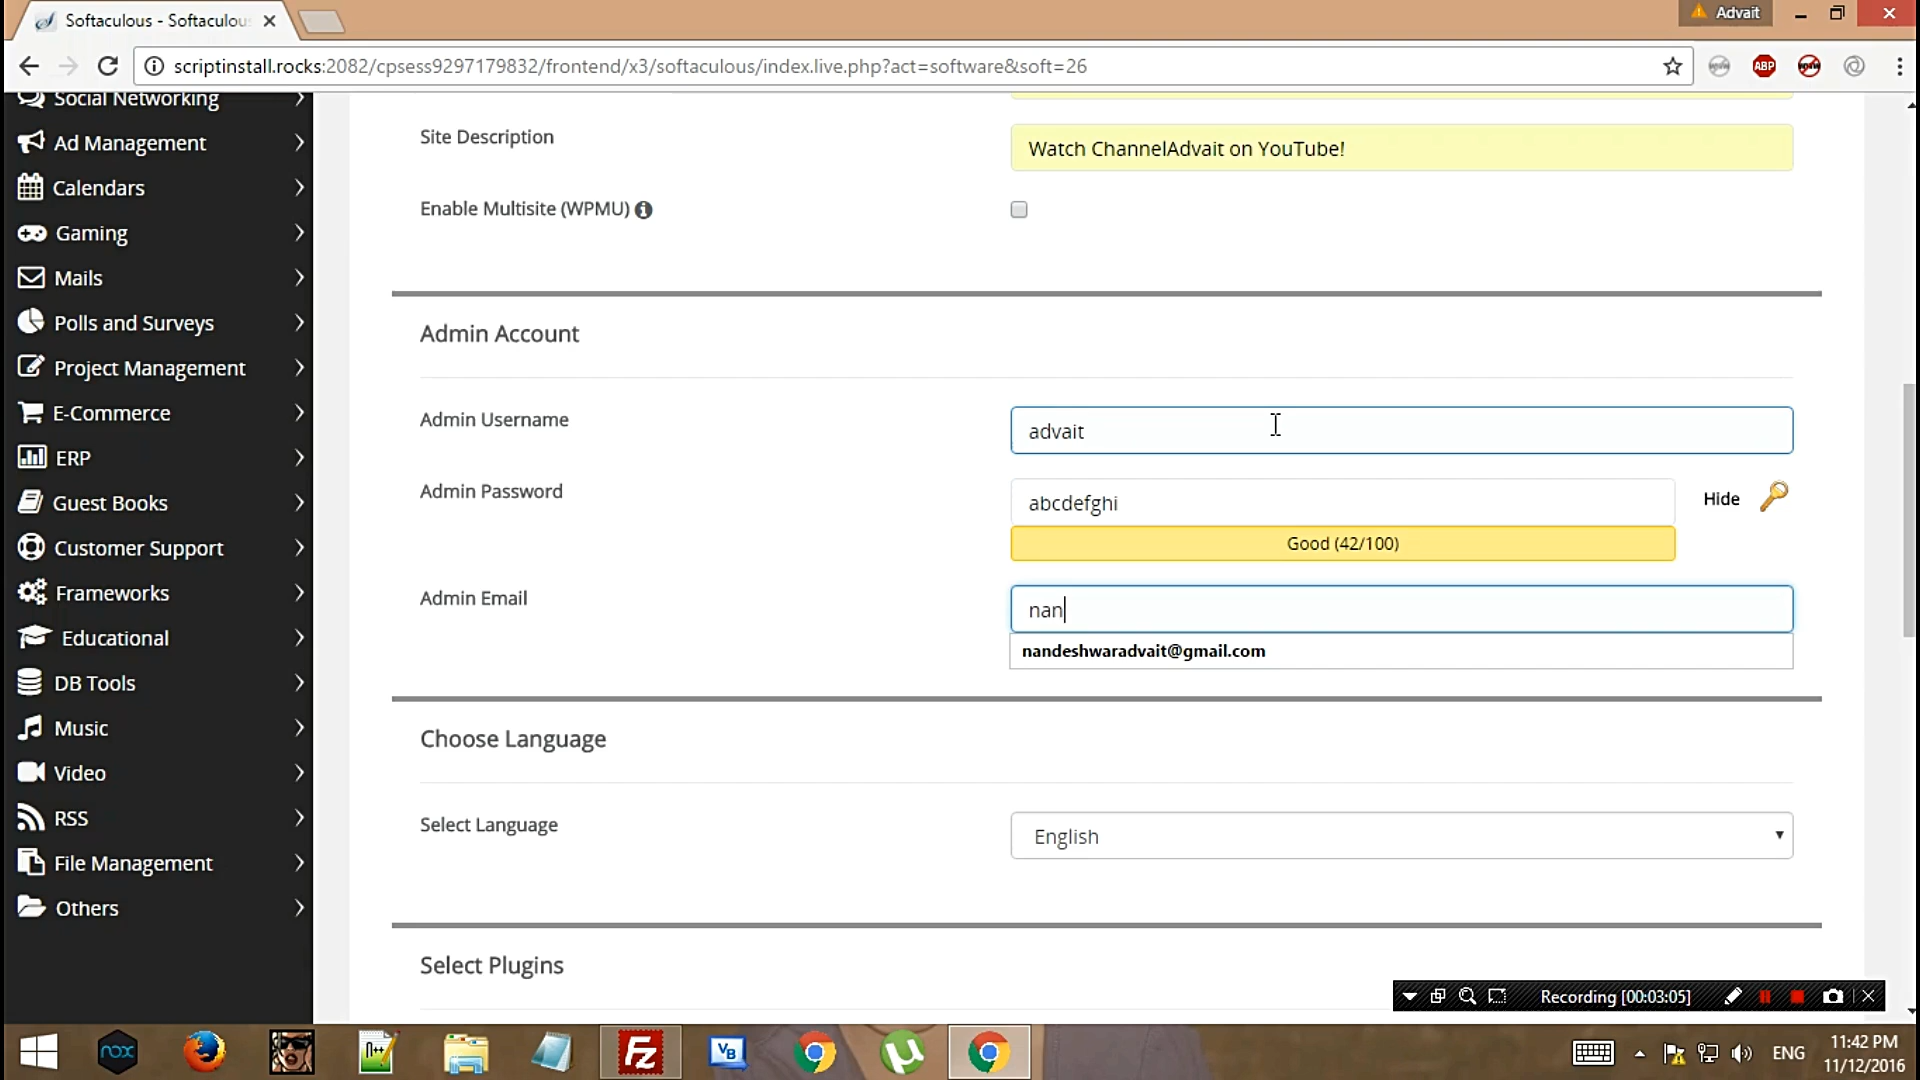 Softaculous - Softaculou
Advait
scriptinstall.rocks:2082/cpsess9297179832/frontend/x3/softaculous/index.live.php?act=software&soft=26
ABP
Social Networking
Ad Management
Calendars
Gaming
Mails
Polls and Surveys
Project Management
E-Commerce
ERP
Guest Books
Customer Support
Frameworks
Educational
DB Tools
Music
Video
RSS
File Management
Others
Site Description
Watch ChannelAdvait on YouTube!
Enable Multisite (WPMU)
Admin Account
Admin Username
advait
Admin Password
abcdefghi
Hide
Good (42/100)
Admin Email
nan
nandeshwaradvait@gmail.com
Choose Language
Select Language
English
Select Plugins
Recording [00:03:05]
nox
n++
Fz
VB
ENG
11:42 PM
11/12/2016